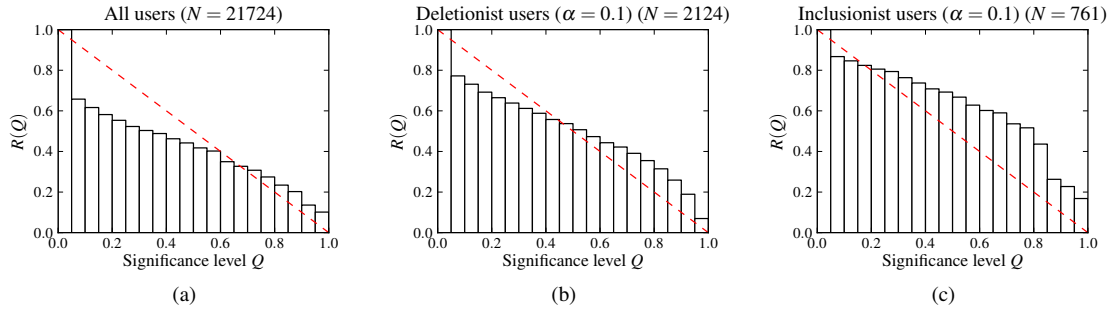 All users (N = 21724)
1.0
0.8
0.6
0.4
0.2
0.0
R(Q)
0.0 0.2 0.4 0.6 0.8 1.0
Significance level Q
(a)
Deletionist users (α = 0.1) (N = 2124)
1.0
0.8
0.6
0.4
0.2
0.0
R(Q)
0.0 0.2 0.4 0.6 0.8 1.0
Significance level Q
(b)
Inclusionist users (α = 0.1) (N = 761)
1.0
0.8
0.6
0.4
0.2
0.0
R(Q)
0.0 0.2 0.4 0.6 0.8 1.0
Significance level Q
(c)